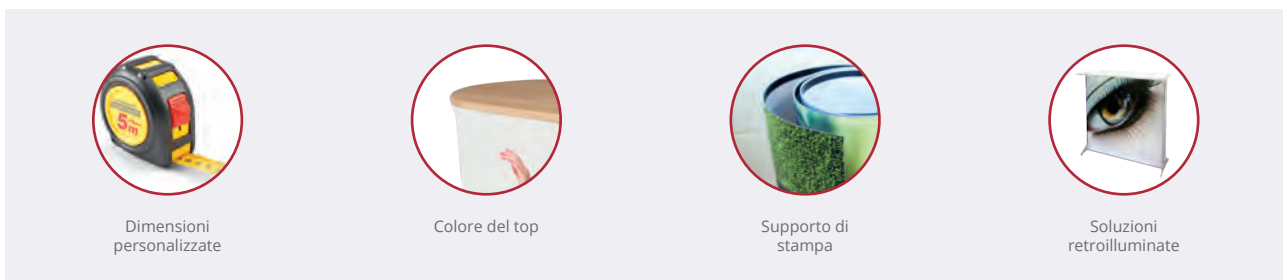 5m
Dimensioni
personalizzate
Colore del top
Supporto di
stampa
Soluzioni
retroilluminate